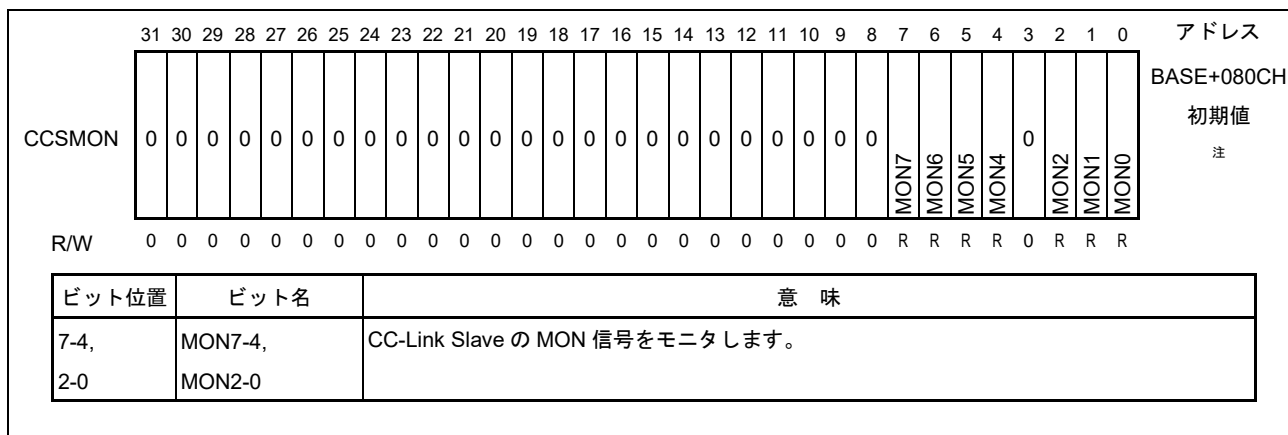 31 30 29 28 27 26 25 24 23 22 21 20 19 18 17 16 15 14 13 12 11 10 9 8 7 6 5 4 3 2 1 0 アドレス
BASE+080CH
初期値
注
CCSMON 0 0 0 0 0 0 0 0 0 0 0 0 0 0 0 0 0 0 0 0 0 0 0 0 MON7 MON6 MON5 MON4 0 MON2 MON1 MON0
R/W 0 0 0 0 0 0 0 0 0 0 0 0 0 0 0 0 0 0 0 0 0 0 0 0 R R R R 0 R R R
ビット位置 ビット名 意 味
7-4, MON7-4, CC-Link Slave の MON 信号をモニタします。
2-0 MON2-0